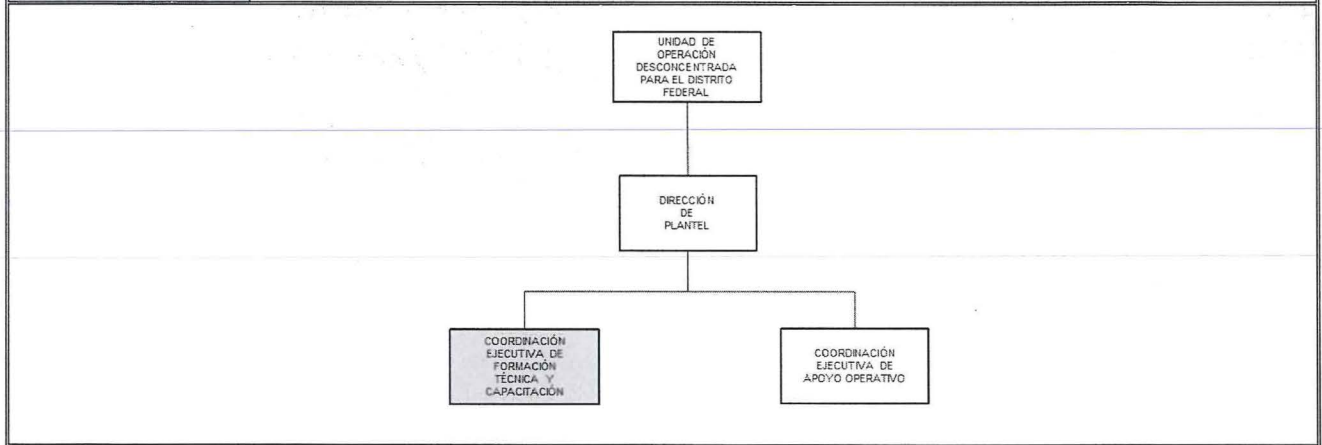 UNIDAD DE
OPERACIÓN
DESCONCENTRADA
PARA EL DISTRITO
FEDERAL
DIRECCIÓN
DE
PLANTEL
COORDINACIÓN
EJECUTIVA DE
FORMACIÓN
TÉCNICA Y
CAPACITACIÓN
COORDINACIÓN
EJECUTIVA DE
APOYO OPERATIVO